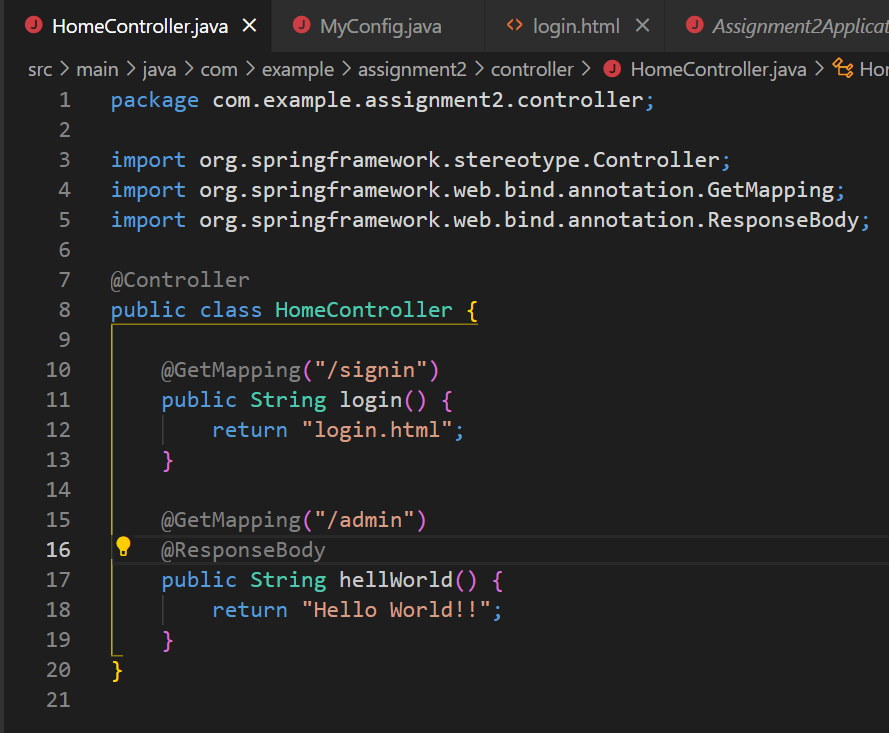 HomeController.java MyConfig.java login.html Assignment2Applicat
src > main > java > com > example > assignment2 > controller > HomeController.java > Hor
1 package com.example.assignment2.controller;
2
3 import org.springframework.stereotype.Controller;
4 import org.springframework.web.bind.annotation.GetMapping;
5 import org.springframework.web.bind.annotation.ResponseBody;
6
7 @Controller
8 public class HomeController {
9
10     @GetMapping("/signin")
11     public String login() {
12         return "login.html";
13     }
14
15     @GetMapping("/admin")
16     @ResponseBody
17     public String hellWorld() {
18         return "Hello World!!";
19     }
20 }
21